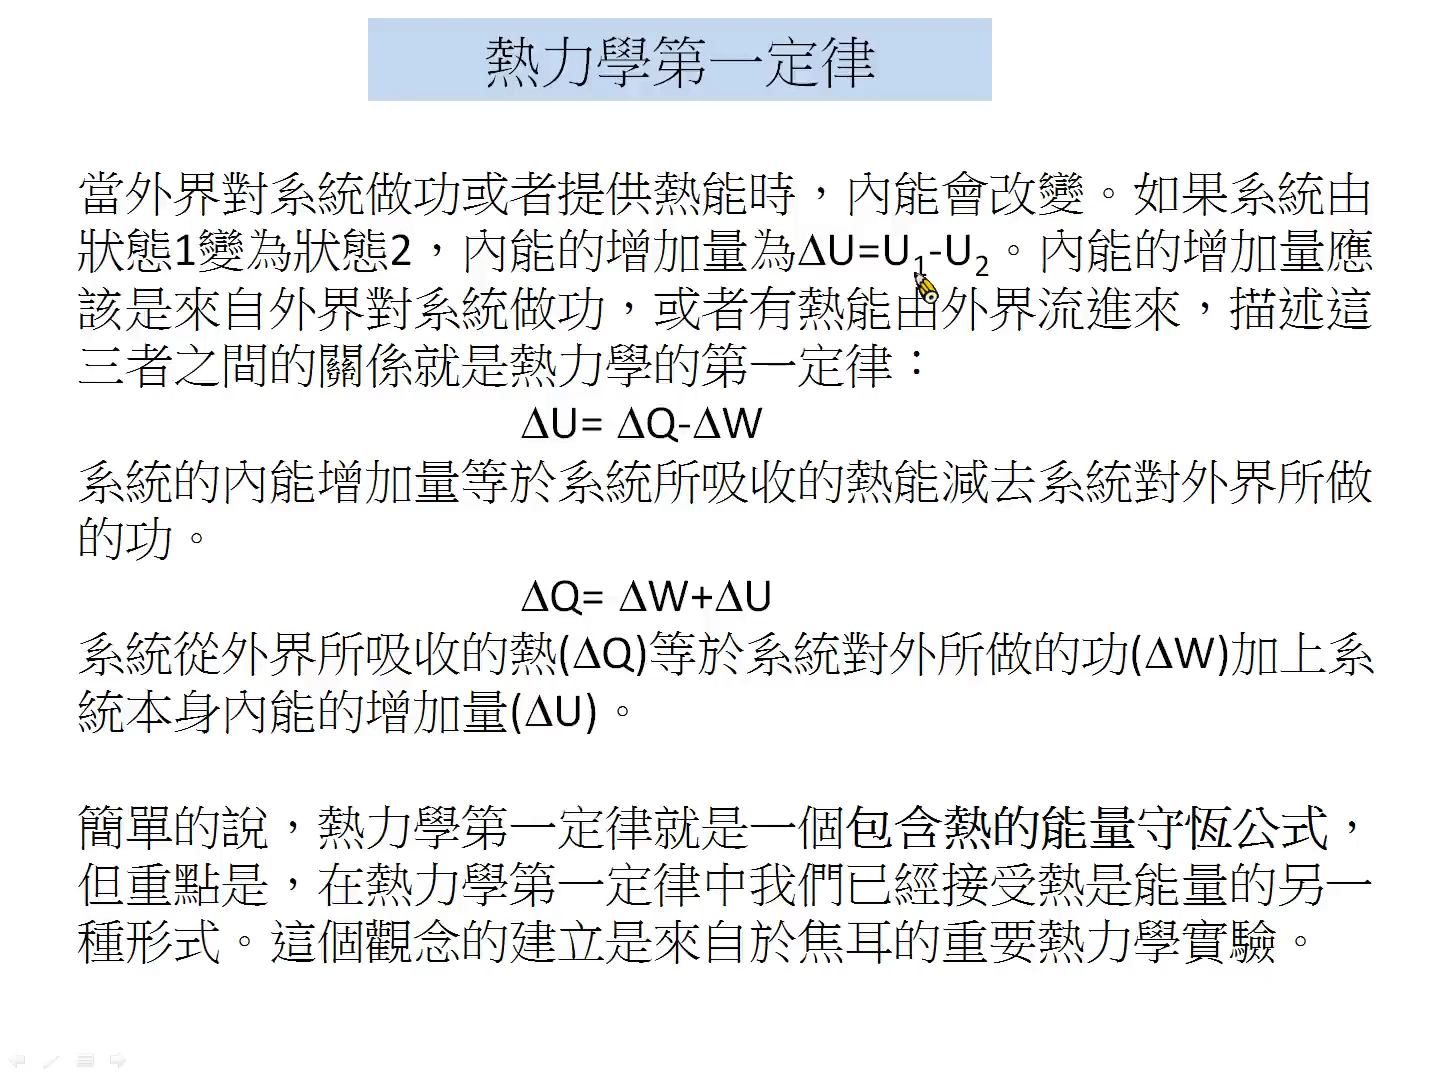 熱力學第一定律
當外界對系統做功或者提供熱能時，內能會改變。如果系統由
狀態1變為狀態2，內能的增加量為ΔU=U₁-U₂。內能的增加量應
該是來自外界對系統做功，或者有熱能由外界流進來，描述這
三者之間的關係就是熱力學的第一定律：
ΔU= ΔQ-ΔW
系統的內能增加量等於系統所吸收的熱能減去系統對外界所做
的功。
ΔQ= ΔW+ΔU
系統從外界所吸收的熱(ΔQ)等於系統對外所做的功(ΔW)加上系
統本身內能的增加量(ΔU)。
簡單的說，熱力學第一定律就是一個包含熱的能量守恆公式，
但重點是，在熱力學第一定律中我們已經接受熱是能量的另一
種形式。這個觀念的建立是來自於焦耳的重要熱力學實驗。